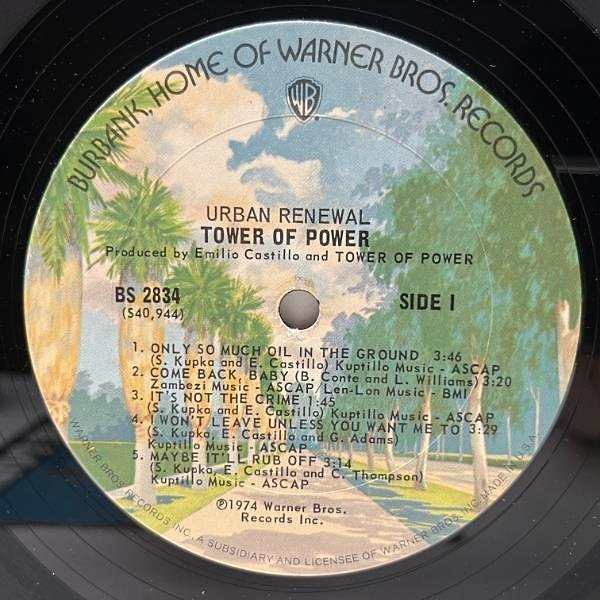 BURBANK, HOME OF WARNER BROS. RECORDS
WB
URBAN RENEWAL
TOWER OF POWER
Produced by Emilio Castillo and TOWER OF POWER
BS 2834
(S40,944)
SIDE 1
1. ONLY SO MUCH OIL IN THE GROUND 3:46
(S. Kupka and E. Castillo) Kuptillo Music - ASCAP
2. COME BACK, BABY (B. Conte and L. Williams) 3:20
Zambezi Music - ASCAP/Len-Lon Music - BMI
3. IT'S NOT THE CRIME 1:45
(S. Kupka and E. Castillo) Kuptillo Music - ASCAP
4. I WON'T LEAVE UNLESS YOU WANT ME TO 3:29
(S. Kupka, E. Castillo and G. Adams)
Kuptillo Music - ASCAP
5. MAYBE IT'LL RUB OFF 3:14
(S. Kupka, E. Castillo and C. Thompson)
Kuptillo Music - ASCAP
℗1974 Warner Bros.
Records Inc.
WARNER BROS. RECORDS INC., A SUBSIDIARY AND LICENSEE OF WARNER BROS. INC. MADE IN U.S.A.